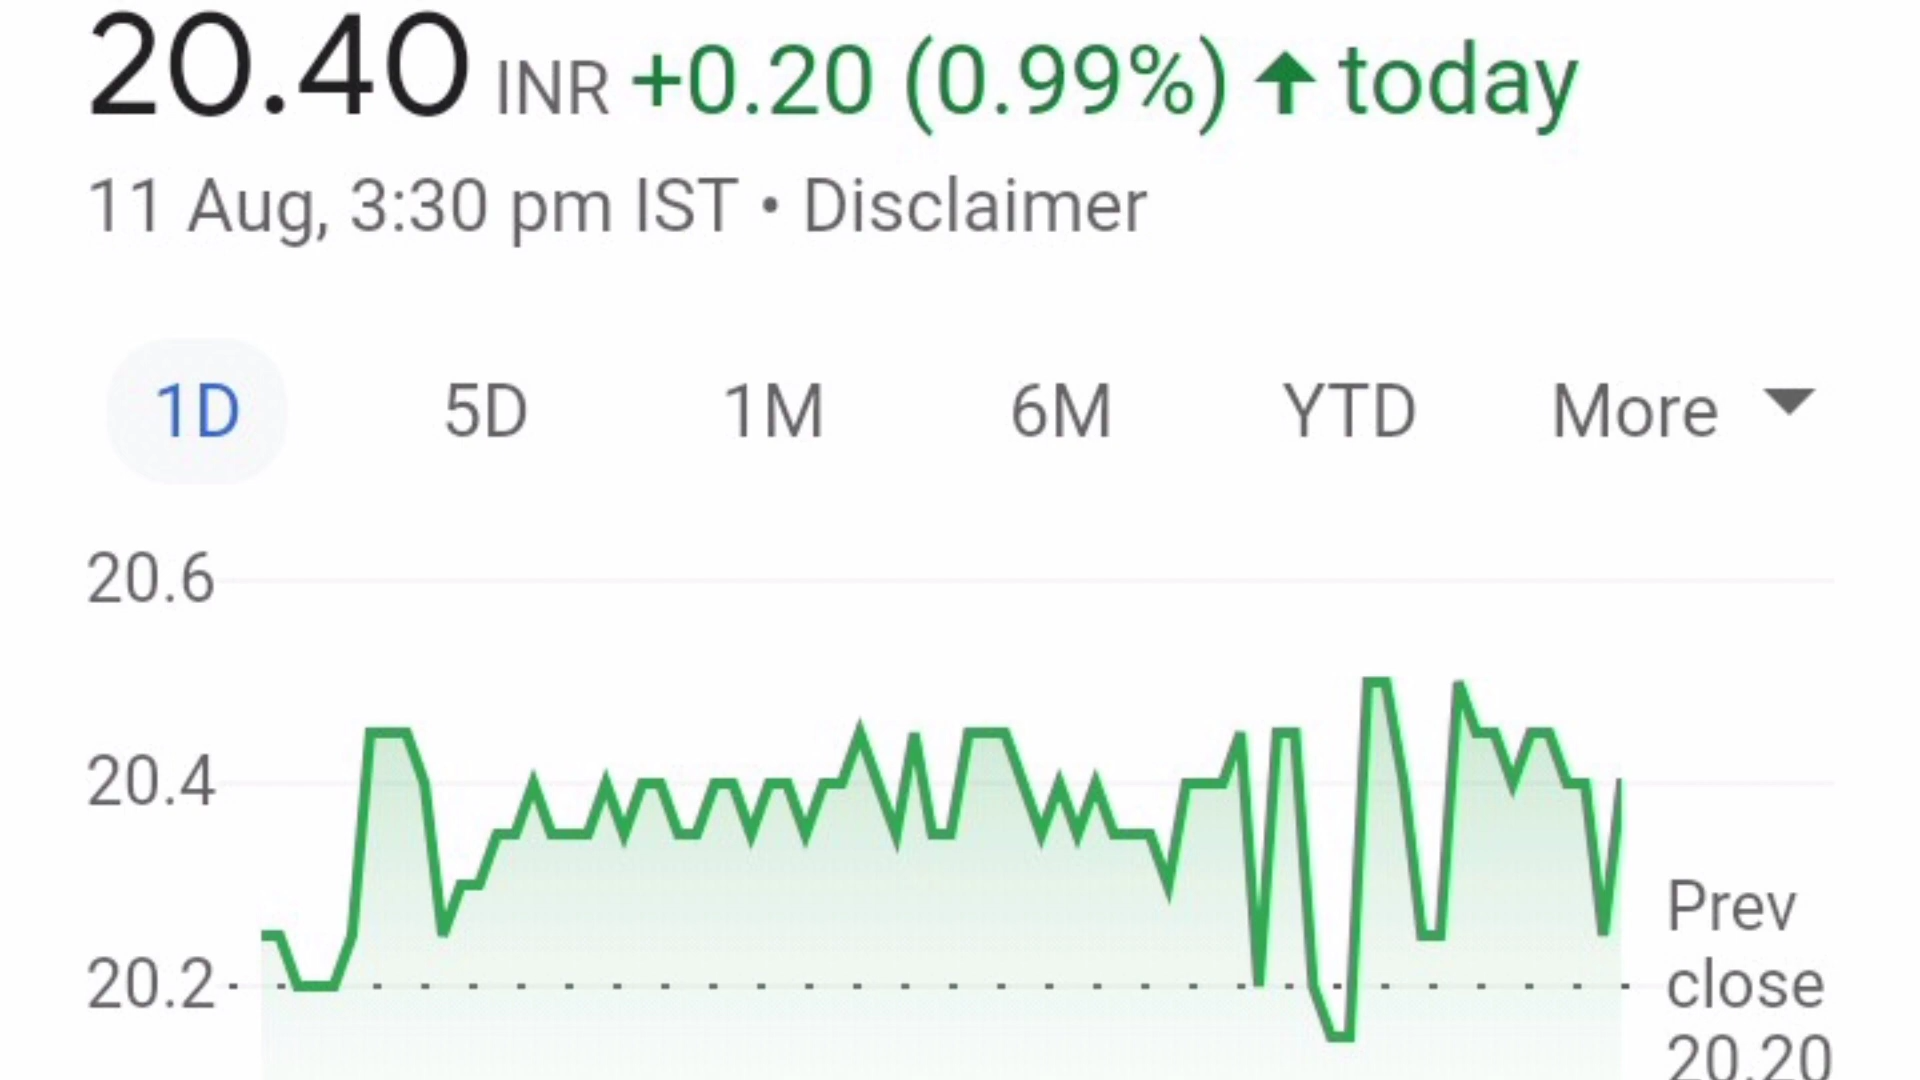 20.40 INR +0.20 (0.99%) ↑ today
11 Aug, 3:30 pm IST • Disclaimer
1D 5D 1M 6M YTD More
20.6
20.4
20.2
Prev
close
20.20